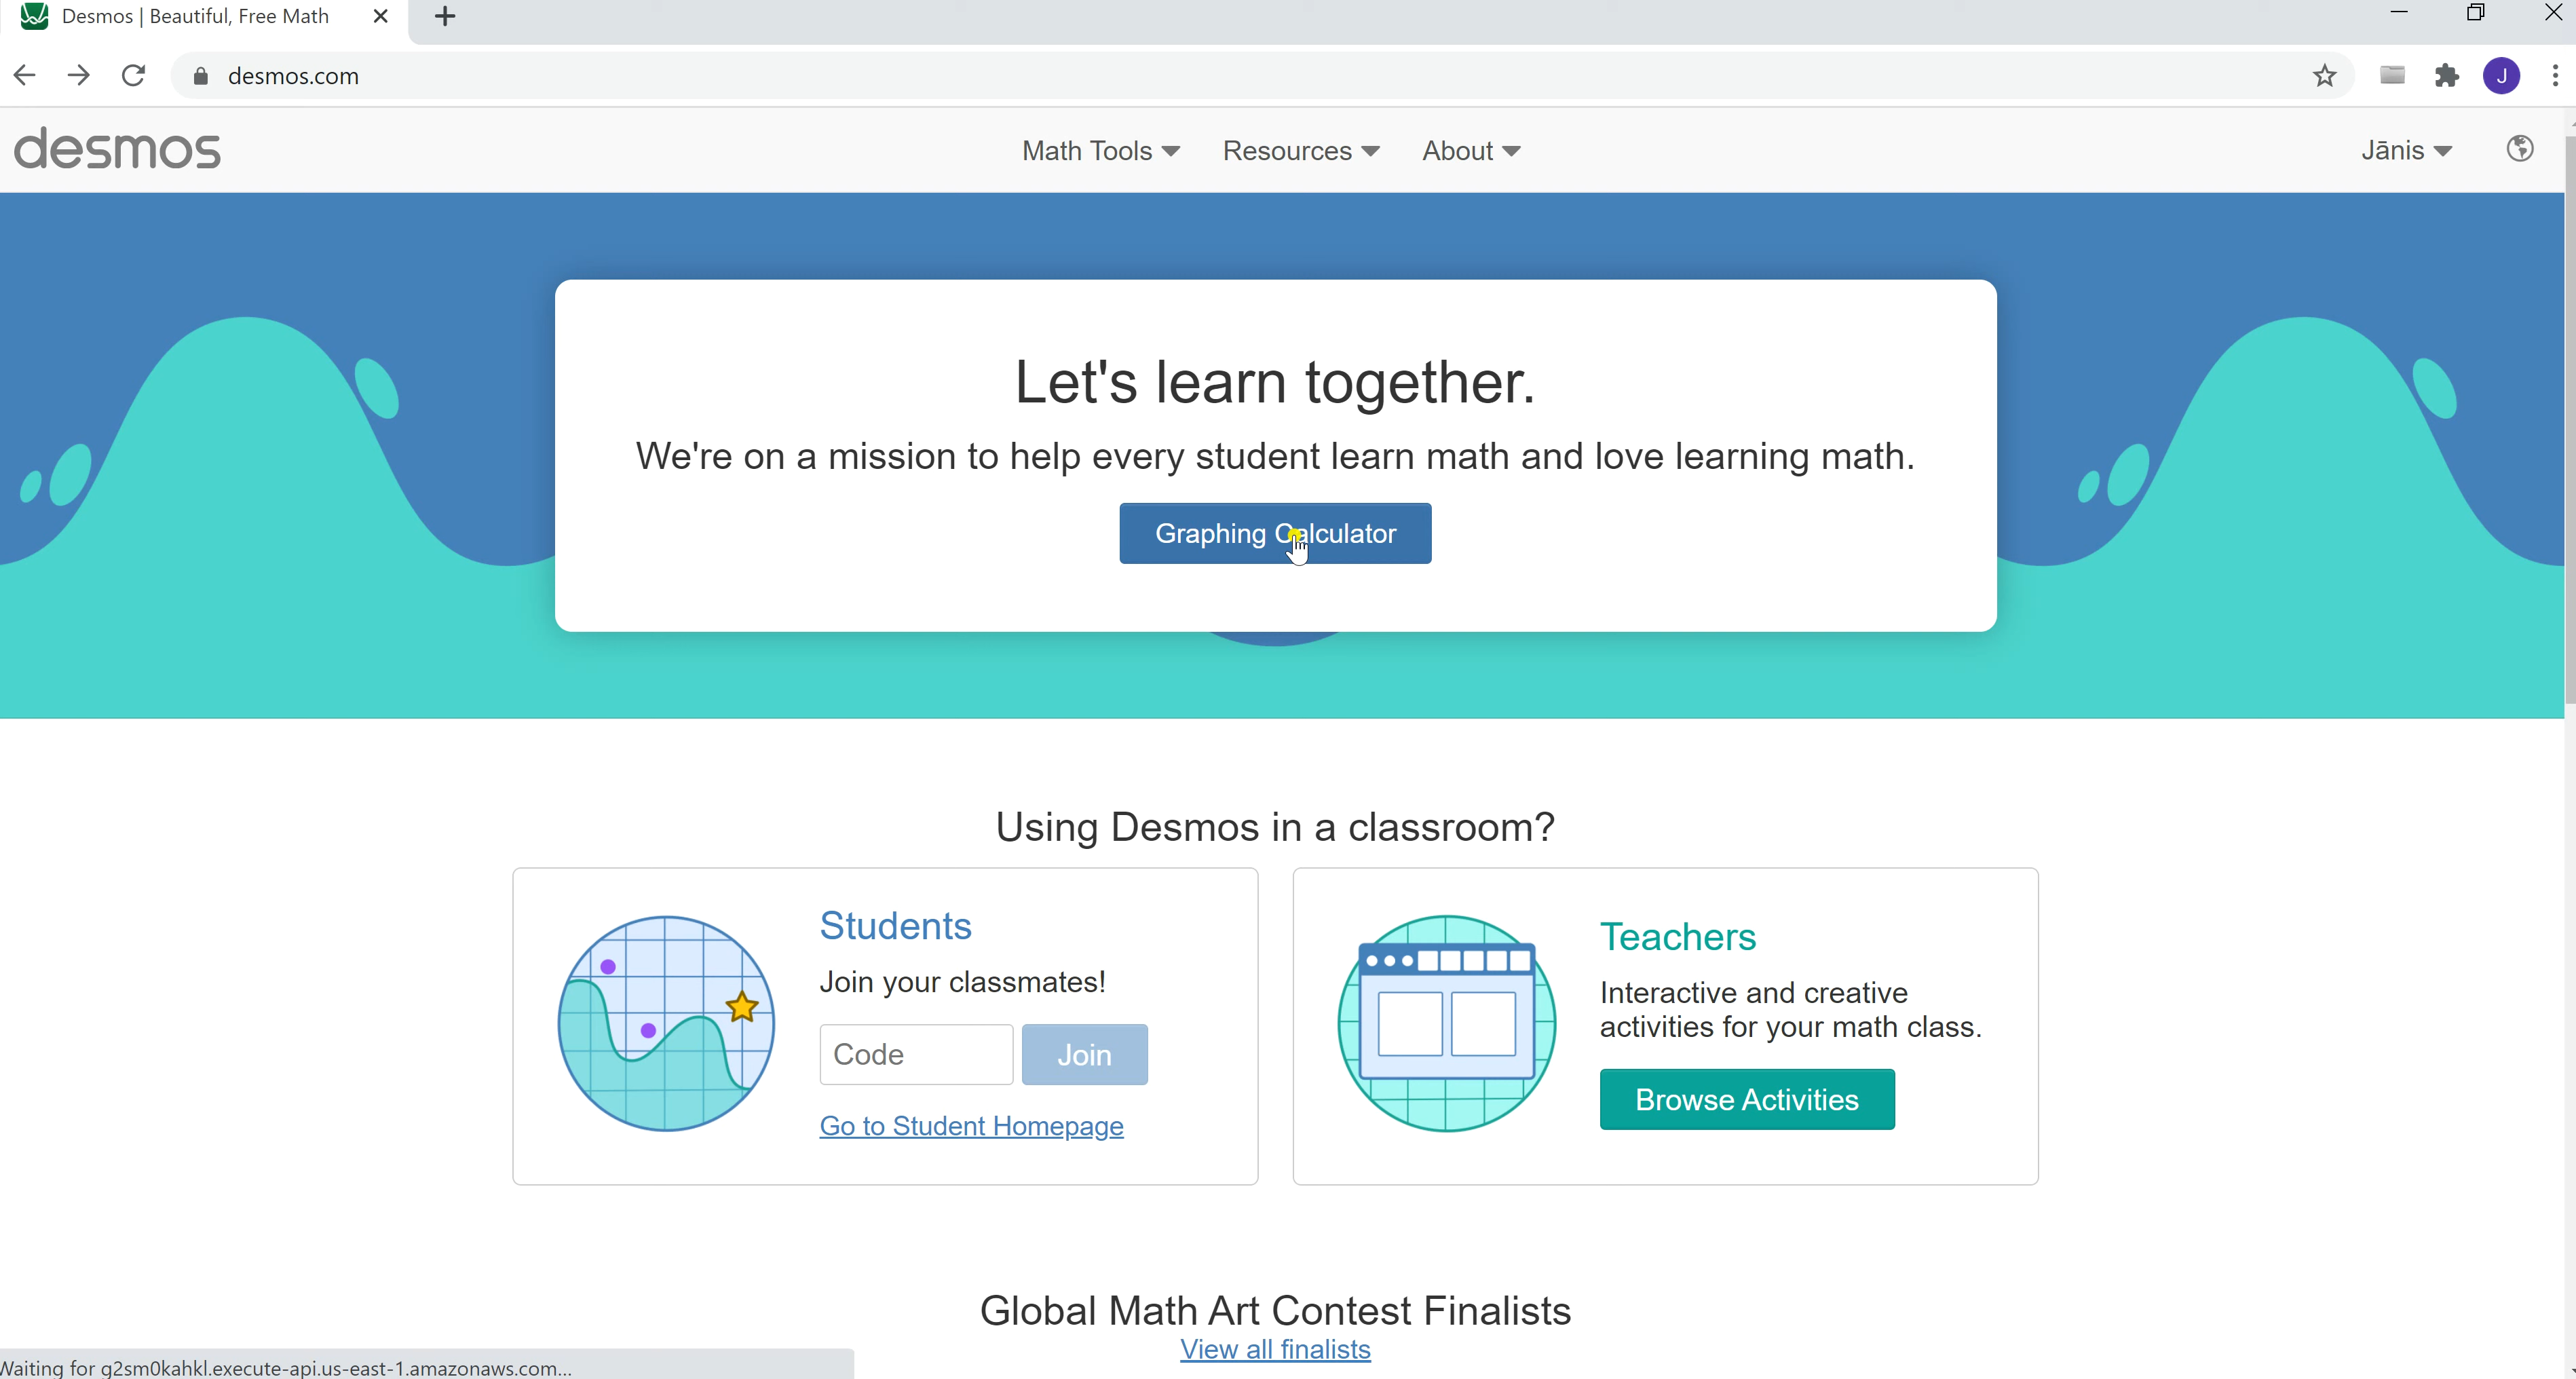 Desmos | Beautiful, Free Math
desmos.com
J
desmos
Math Tools
Resources
About
Jānis
Let's learn together.
We're on a mission to help every student learn math and love learning math.
Graphing Calculator
Using Desmos in a classroom?
Students
Join your classmates!
Code
Join
Go to Student Homepage
Teachers
Interactive and creative
activities for your math class.
Browse Activities
Global Math Art Contest Finalists
View all finalists
Waiting for g2sm0kahkl.execute-api.us-east-1.amazonaws.com...